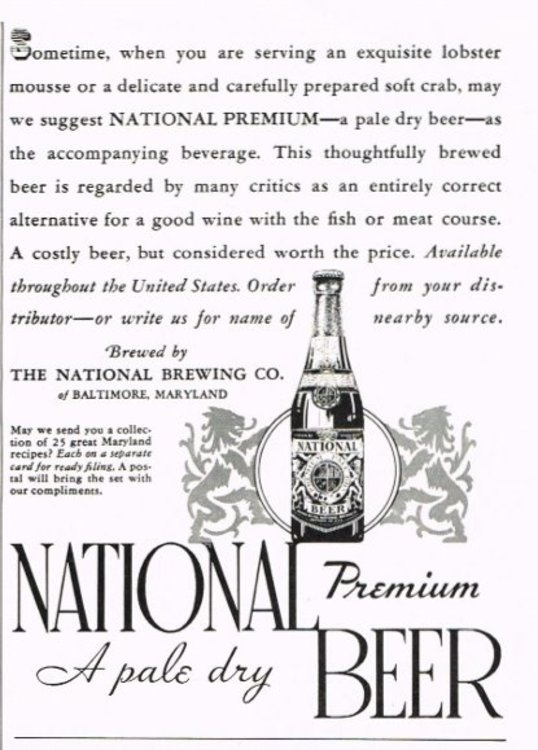 Sometime, when you are serving an exquisite lobster
mousse or a delicate and carefully prepared soft crab, may
we suggest NATIONAL PREMIUM—a pale dry beer—as
the accompanying beverage. This thoughtfully brewed
beer is regarded by many critics as an entirely correct
alternative for a good wine with the fish or meat course.
A costly beer, but considered worth the price. Available
throughout the United States. Order from your dis-
tributor—or write us for name of nearby source.
Brewed by
THE NATIONAL BREWING CO.
of BALTIMORE, MARYLAND
May we send you a collec-
tion of 25 great Maryland
recipes? Each on a separate
card for ready filing. A pos-
tal will bring the set with
our compliments.
NATIONAL
BEER
NATIONAL Premium
A pale dry BEER